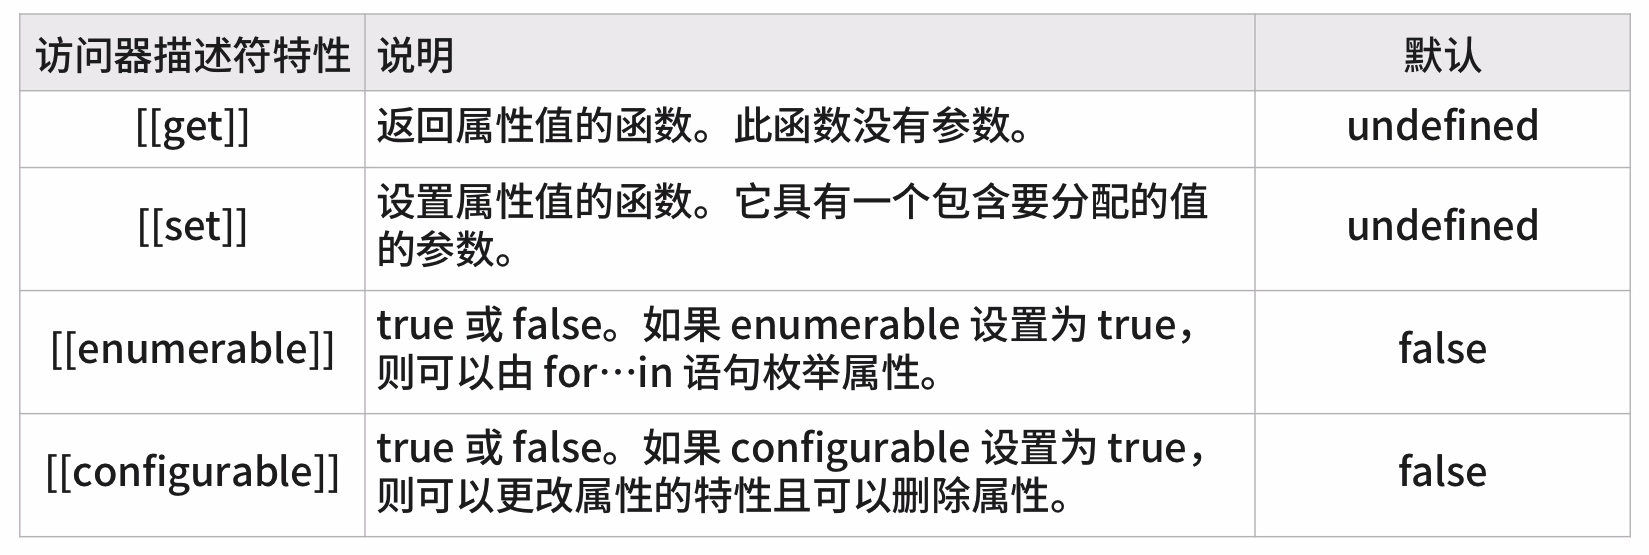 访问器描述符特性 说明 默认
[[get]] 返回属性值的函数。此函数没有参数。 undefined
[[set]] 设置属性值的函数。它具有一个包含要分配的值
的参数。 undefined
[[enumerable]] true 或 false。如果 enumerable 设置为 true，
则可以由 for…in 语句枚举属性。 false
[[configurable]] true 或 false。如果 configurable 设置为 true，
则可以更改属性的特性且可以删除属性。 false